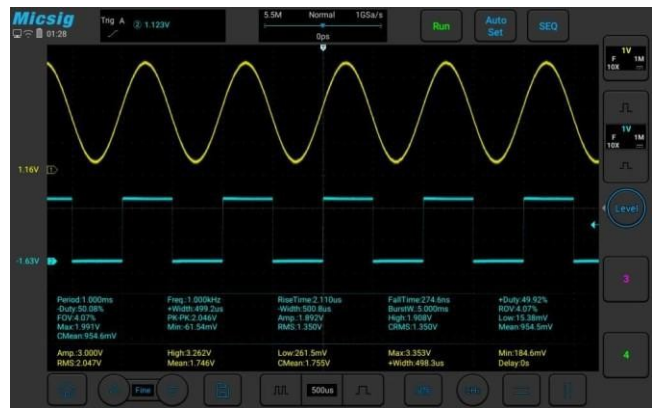 Micsig
01:28
Trig A 2 1.123V
5.5M Normal 1GSa/s
0ps
Run
Auto Set
SEQ
1V
F 1M
10X
1V
F 1M
10X
Level
3
4
1.16V 1
-1.63V 2
Period:1.000ms Freq:1.000kHz RiseTime:2.110us FallTime:274.6ns +Duty:49.92%
-Duty:50.08% +Width:499.2us -Width:500.8us BurstW:5.000ms ROV:4.07%
FOV:4.07% PK-PK:2.046V Amp:1.892V High:1.908V Low:15.38mV
Max:1.991V Min:-61.54mV RMS:1.350V CRMS:1.350V Mean:954.5mV
CMean:954.6mV
Amp:3.000V High:3.262V Low:261.5mV Max:3.353V Min:184.6mV
RMS:2.047V Mean:1.746V CMean:1.755V +Width:498.3us Delay:0s
Fine
500us